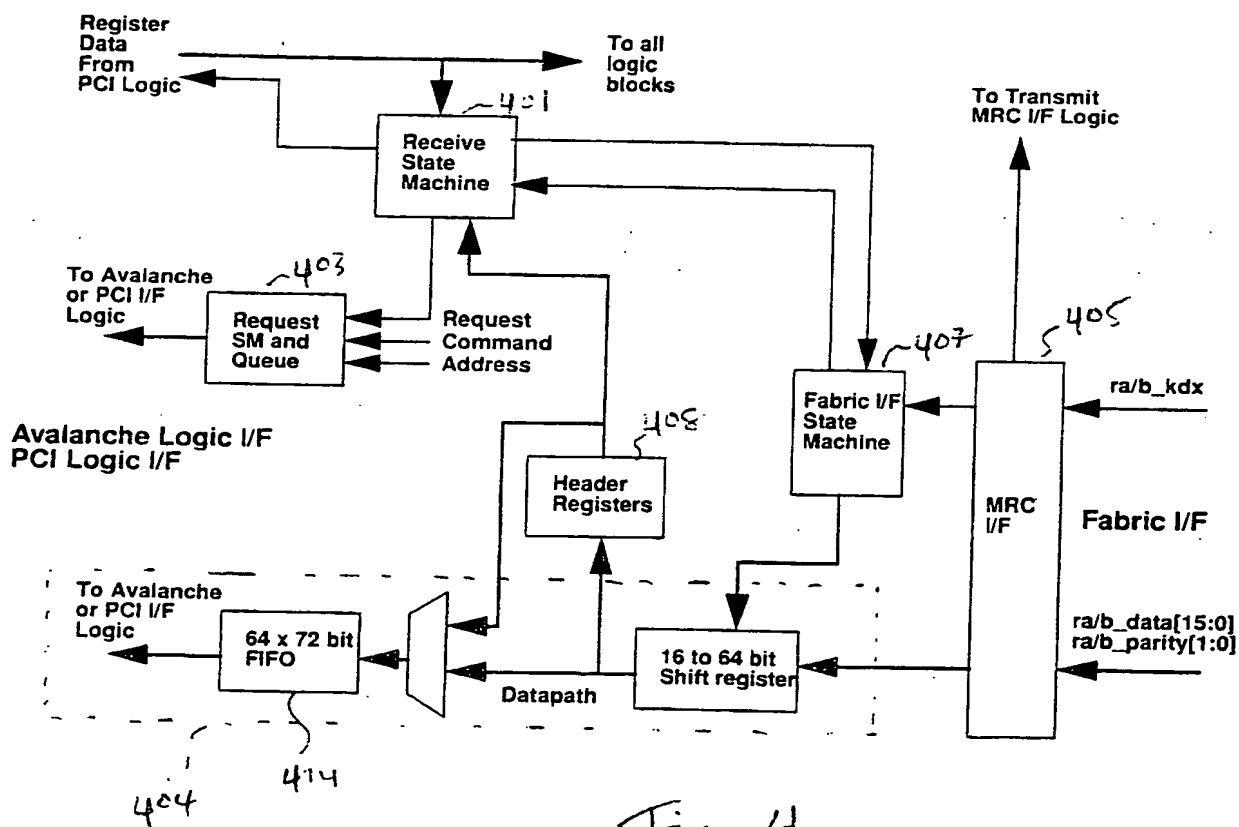 Register
Data
From
PCI Logic
To all
logic
blocks
401
Receive
State
Machine
To Transmit
MRC I/F Logic
To Avalanche
or PCI I/F
Logic
403
Request
SM and
Queue
Request
Command
Address
407
405
Fabric I/F
State
Machine
ra/b_kdx
Avalanche Logic I/F
PCI Logic I/F
408
Header
Registers
MRC
I/F
Fabric I/F
To Avalanche
or PCI I/F
Logic
64 x 72 bit
FIFO
Datapath
16 to 64 bit
Shift register
ra/b_data[15:0]
ra/b_parity[1:0]
404
414